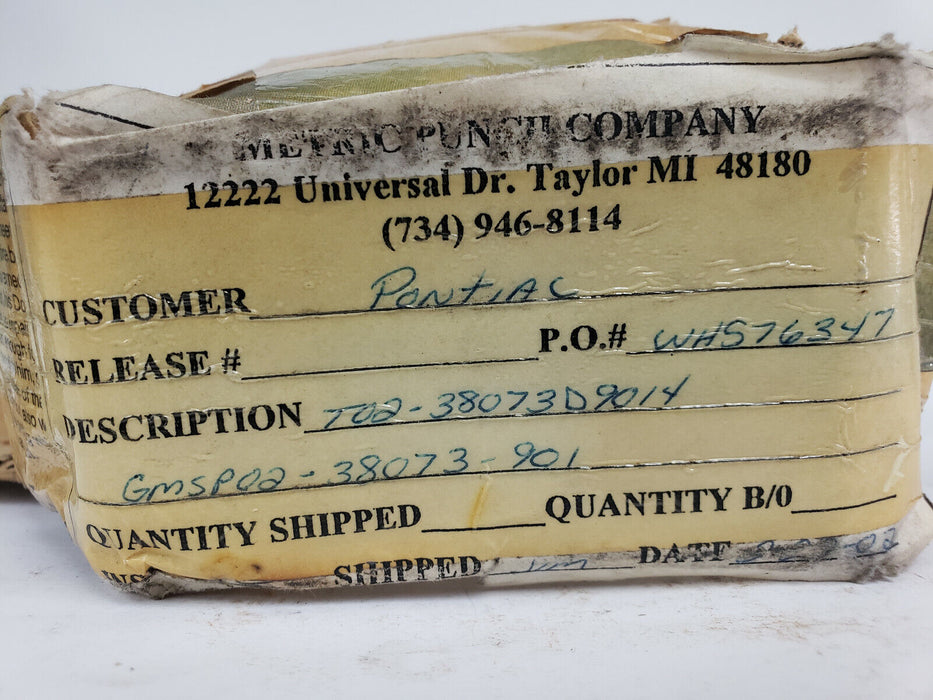 METRIC PUNCH COMPANY
12222 Universal Dr. Taylor MI 48180
(734) 946-8114
CUSTOMER Pontiac
RELEASE # P.O.# WHS76347
DESCRIPTION T02-38073D9014
GMSP02-38073-901
QUANTITY SHIPPED QUANTITY B/0
SHIPPED DATE